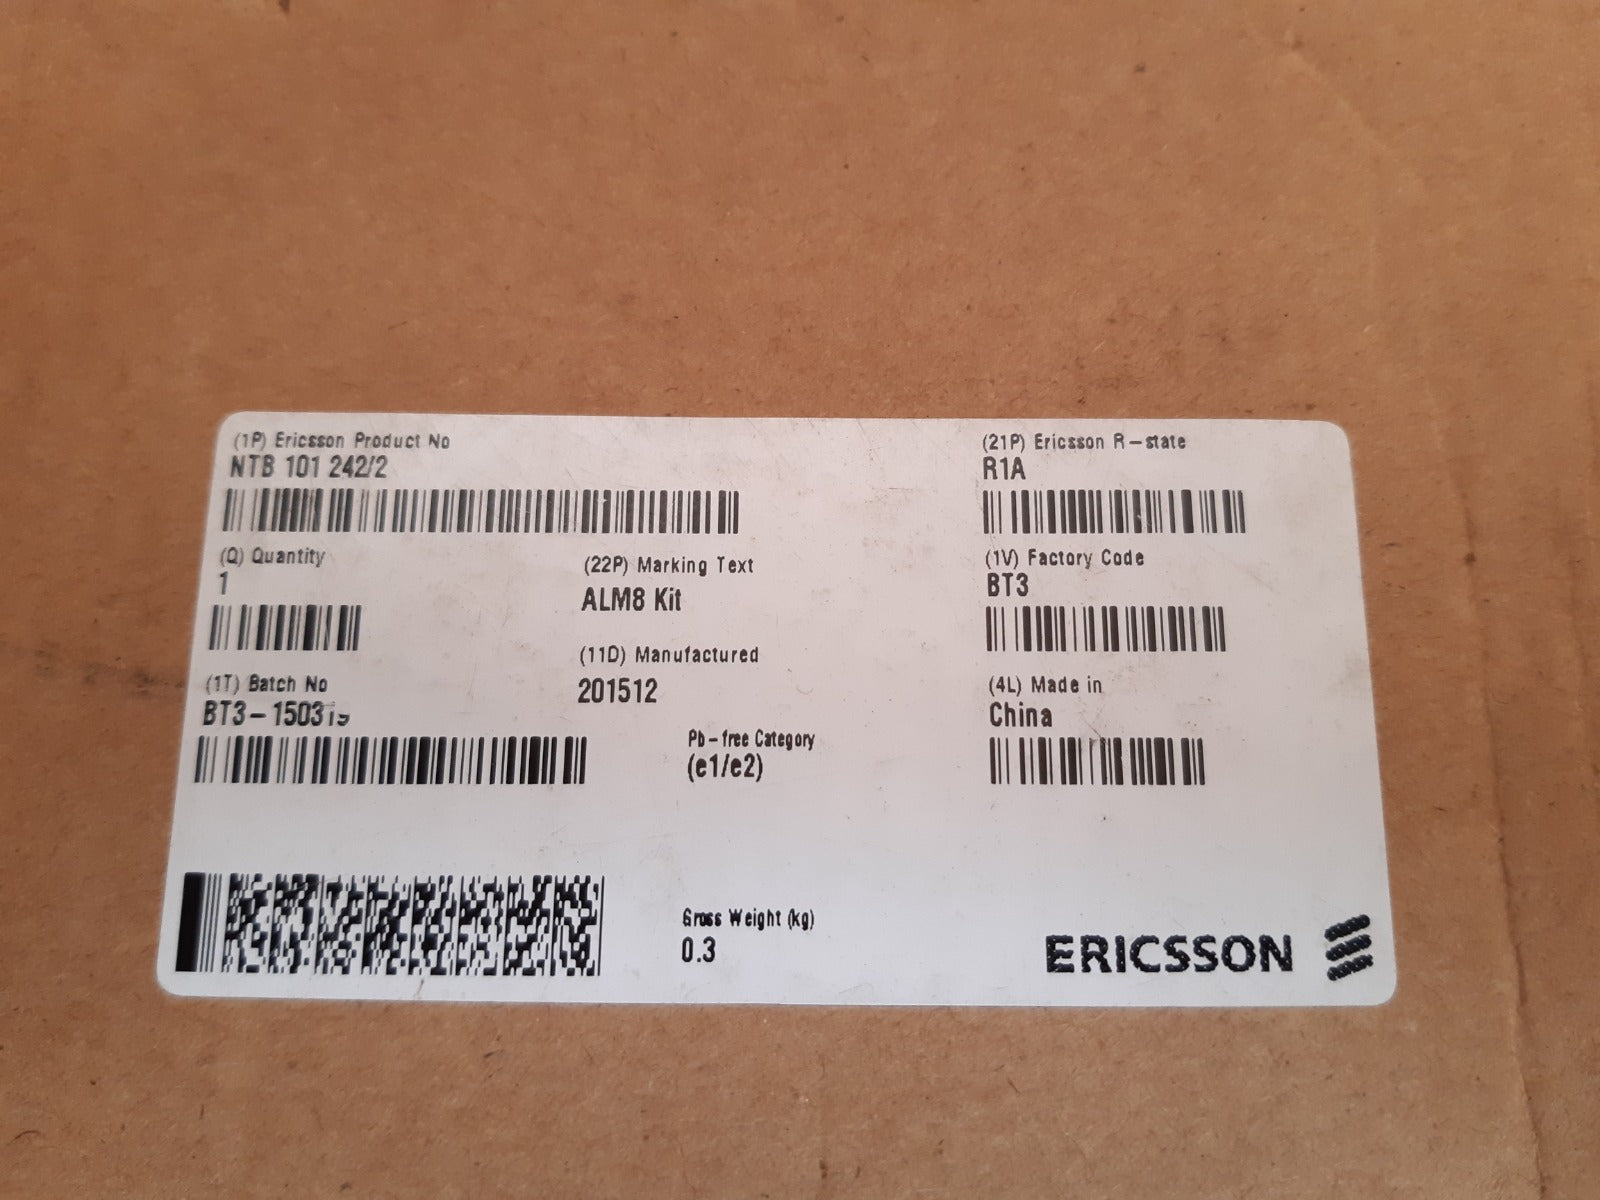 (1P) Ericsson Product No
NTB 101 242/2
(21P) Ericsson R-state
R1A
(Q) Quantity
1
(22P) Marking Text
ALM8 Kit
(1V) Factory Code
BT3
(11D) Manufactured
201512
(1T) Batch No
(4L) Made in
China
Pb-free Category
(e1/e2)
Gross Weight (kg)
0.3
ERICSSON